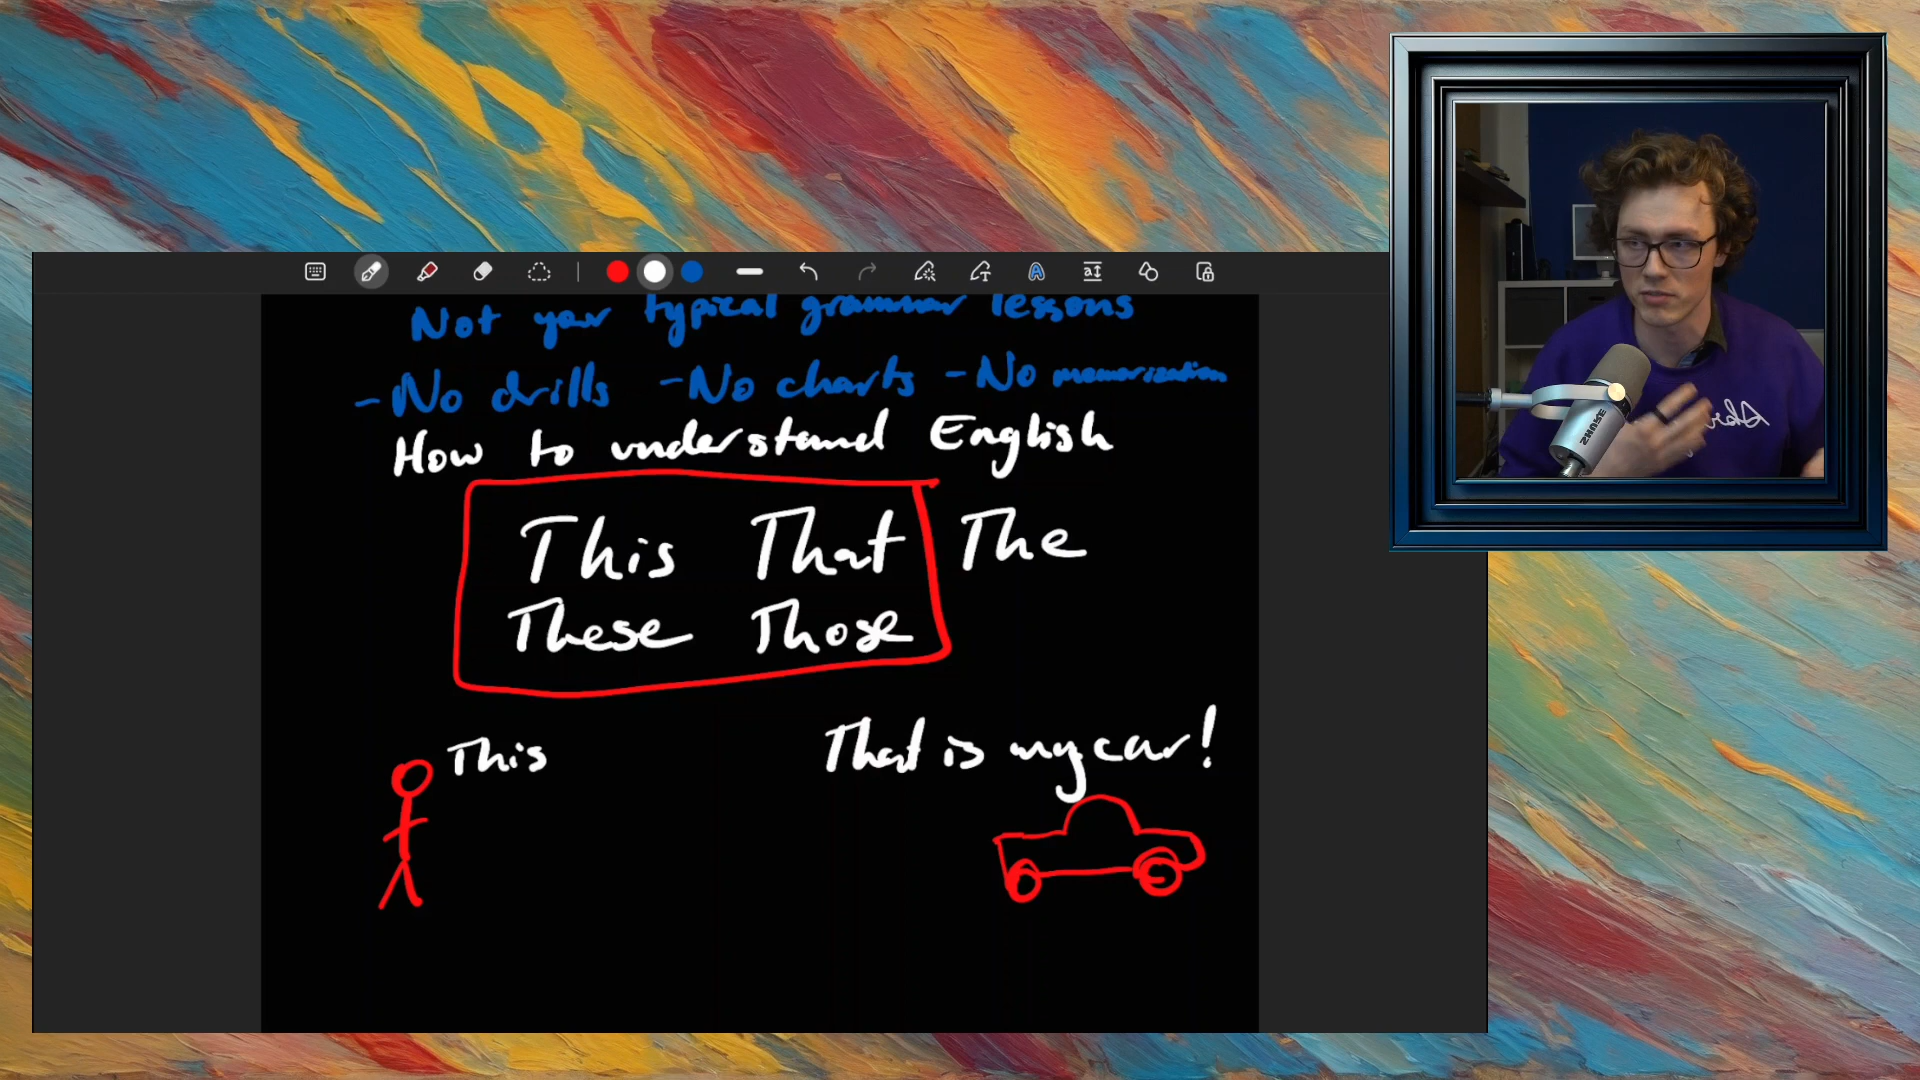 Not your typical grammar lessons
- No drills - No charts - No memorization
How to understand English
This That The
These Those
This
That is my car!
SHURE